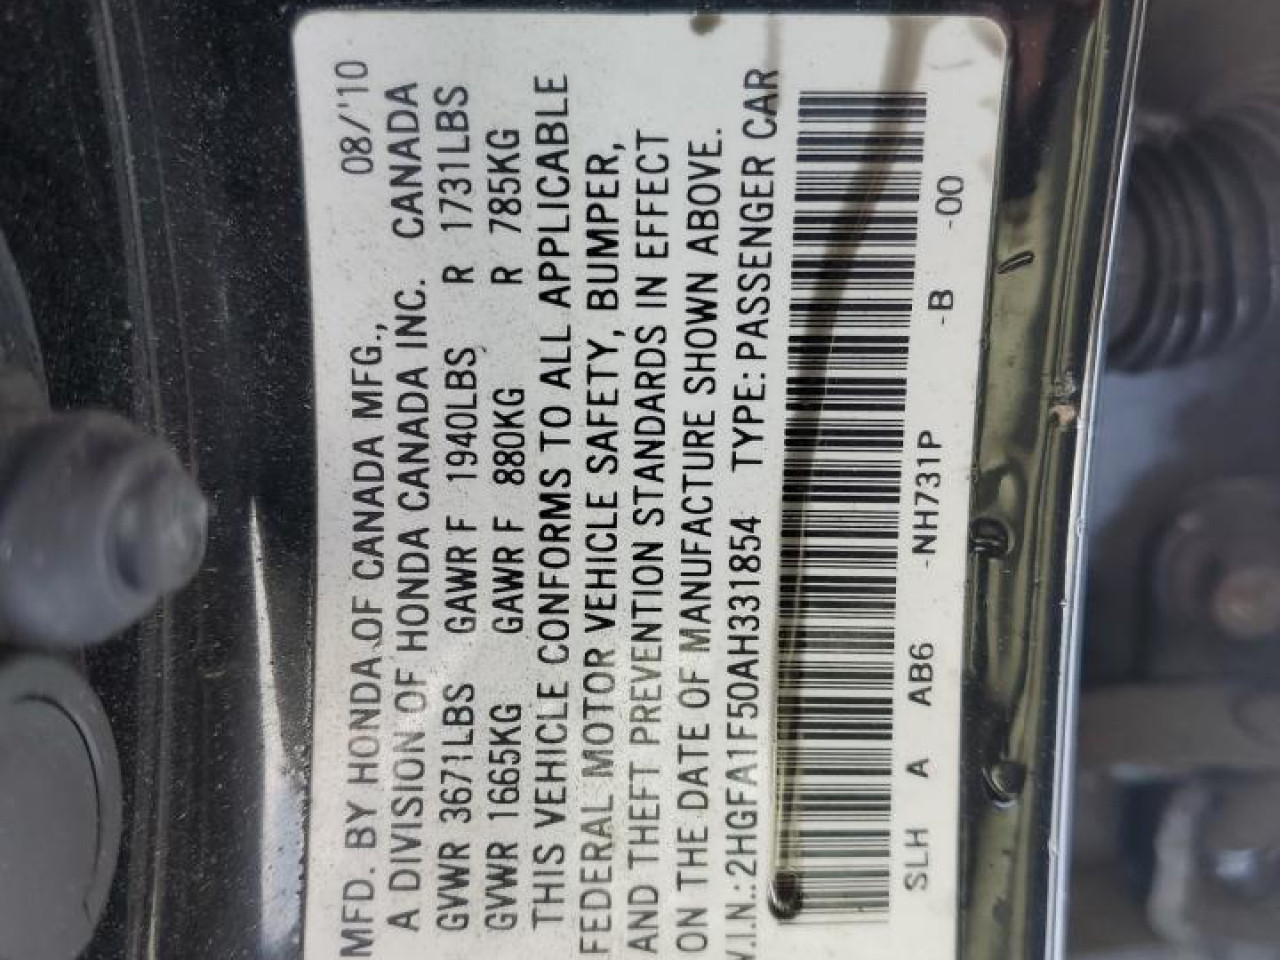 MFD. BY HONDA OF CANADA MFG., 08/'10
A DIVISION OF HONDA CANADA INC. CANADA
GVWR 3671LBS GAWR F 1940LBS R 1731LBS
GVWR 1665KG GAWR F 880KG R 785KG
THIS VEHICLE CONFORMS TO ALL APPLICABLE
FEDERAL MOTOR VEHICLE SAFETY, BUMPER,
AND THEFT PREVENTION STANDARDS IN EFFECT
ON THE DATE OF MANUFACTURE SHOWN ABOVE.
V.I.N.: 2HGFA1F50AH331854 TYPE: PASSENGER CAR
SLH A AB6 -NH731P -B -00